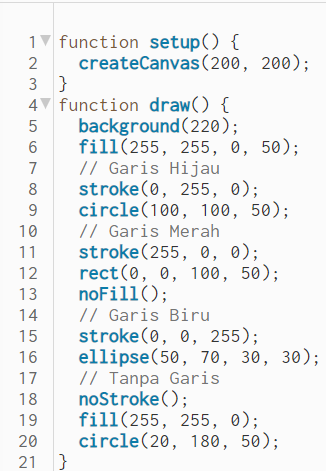 1 function setup() {
2 createCanvas(200, 200);
3 }
4 function draw() {
5 background(220);
6 fill(255, 255, 0, 50);
7 // Garis Hijau
8 stroke(0, 255, 0);
9 circle(100, 100, 50);
10 // Garis Merah
11 stroke(255, 0, 0);
12 rect(0, 0, 100, 50);
13 noFill();
14 // Garis Biru
15 stroke(0, 0, 255);
16 ellipse(50, 70, 30, 30);
17 // Tanpa Garis
18 noStroke();
19 fill(255, 255, 0);
20 circle(20, 180, 50);
21 }